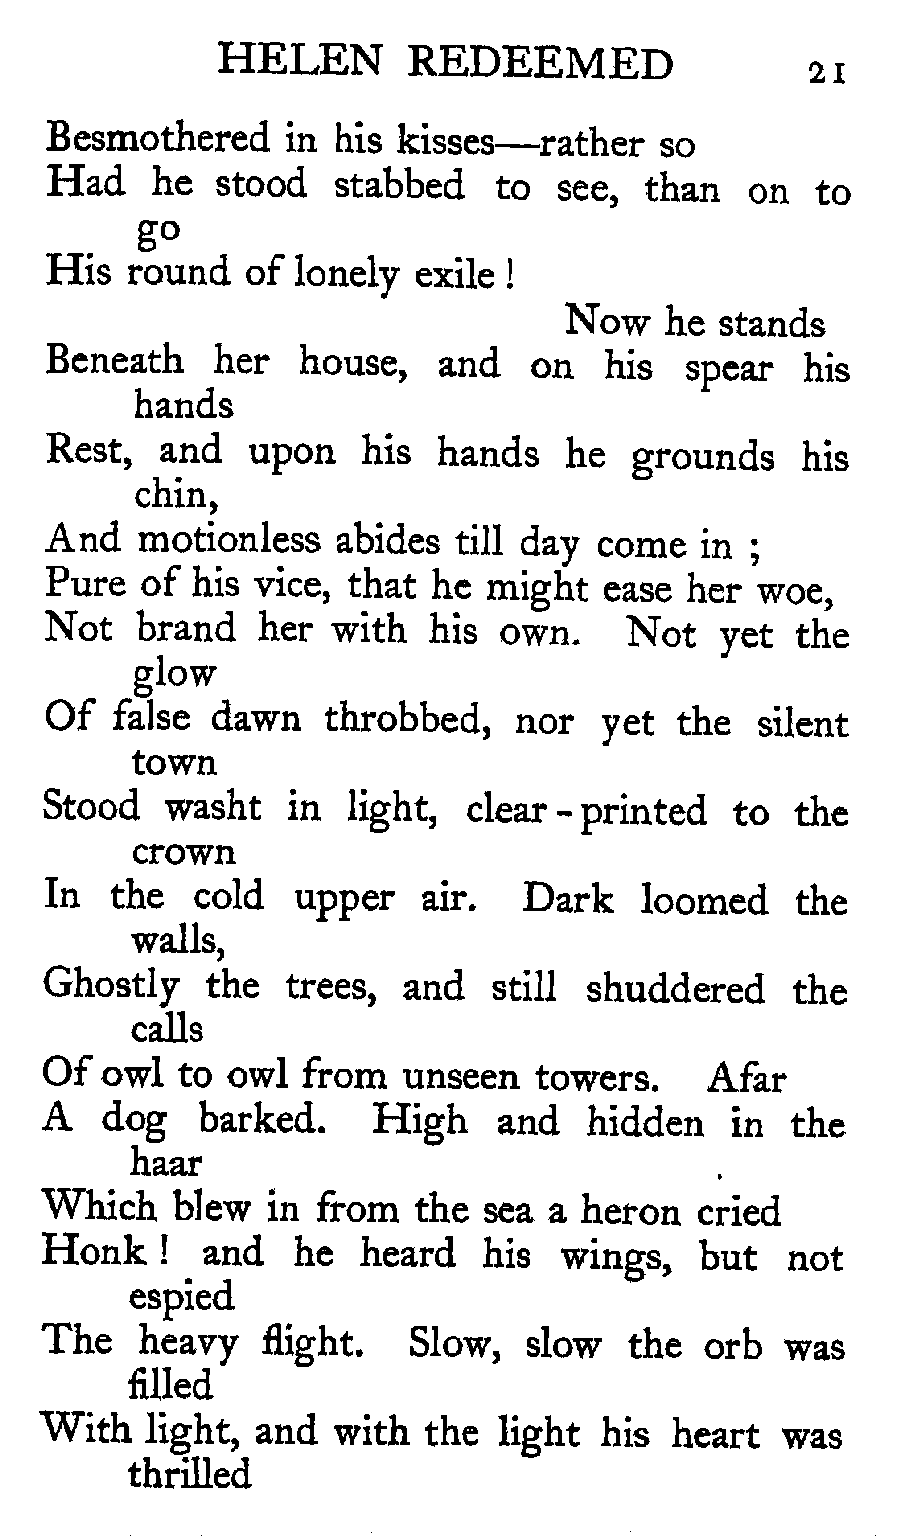 HELEN REDEEMED 21
Besmothered in his kisses—rather so
Had he stood stabbed to see, than on to
go
His round of lonely exile !
Now he stands
Beneath her house, and on his spear his
hands
Rest, and upon his hands he grounds his
chin,
And motionless abides till day come in ;
Pure of his vice, that he might ease her woe,
Not brand her with his own. Not yet the
glow
Of false dawn throbbed, nor yet the silent
town
Stood washt in light, clear-printed to the
crown
In the cold upper air. Dark loomed the
walls,
Ghostly the trees, and still shuddered the
calls
Of owl to owl from unseen towers. Afar
A dog barked. High and hidden in the
haar
Which blew in from the sea a heron cried
Honk ! and he heard his wings, but not
espied
The heavy flight. Slow, slow the orb was
filled
With light, and with the light his heart was
thrilled